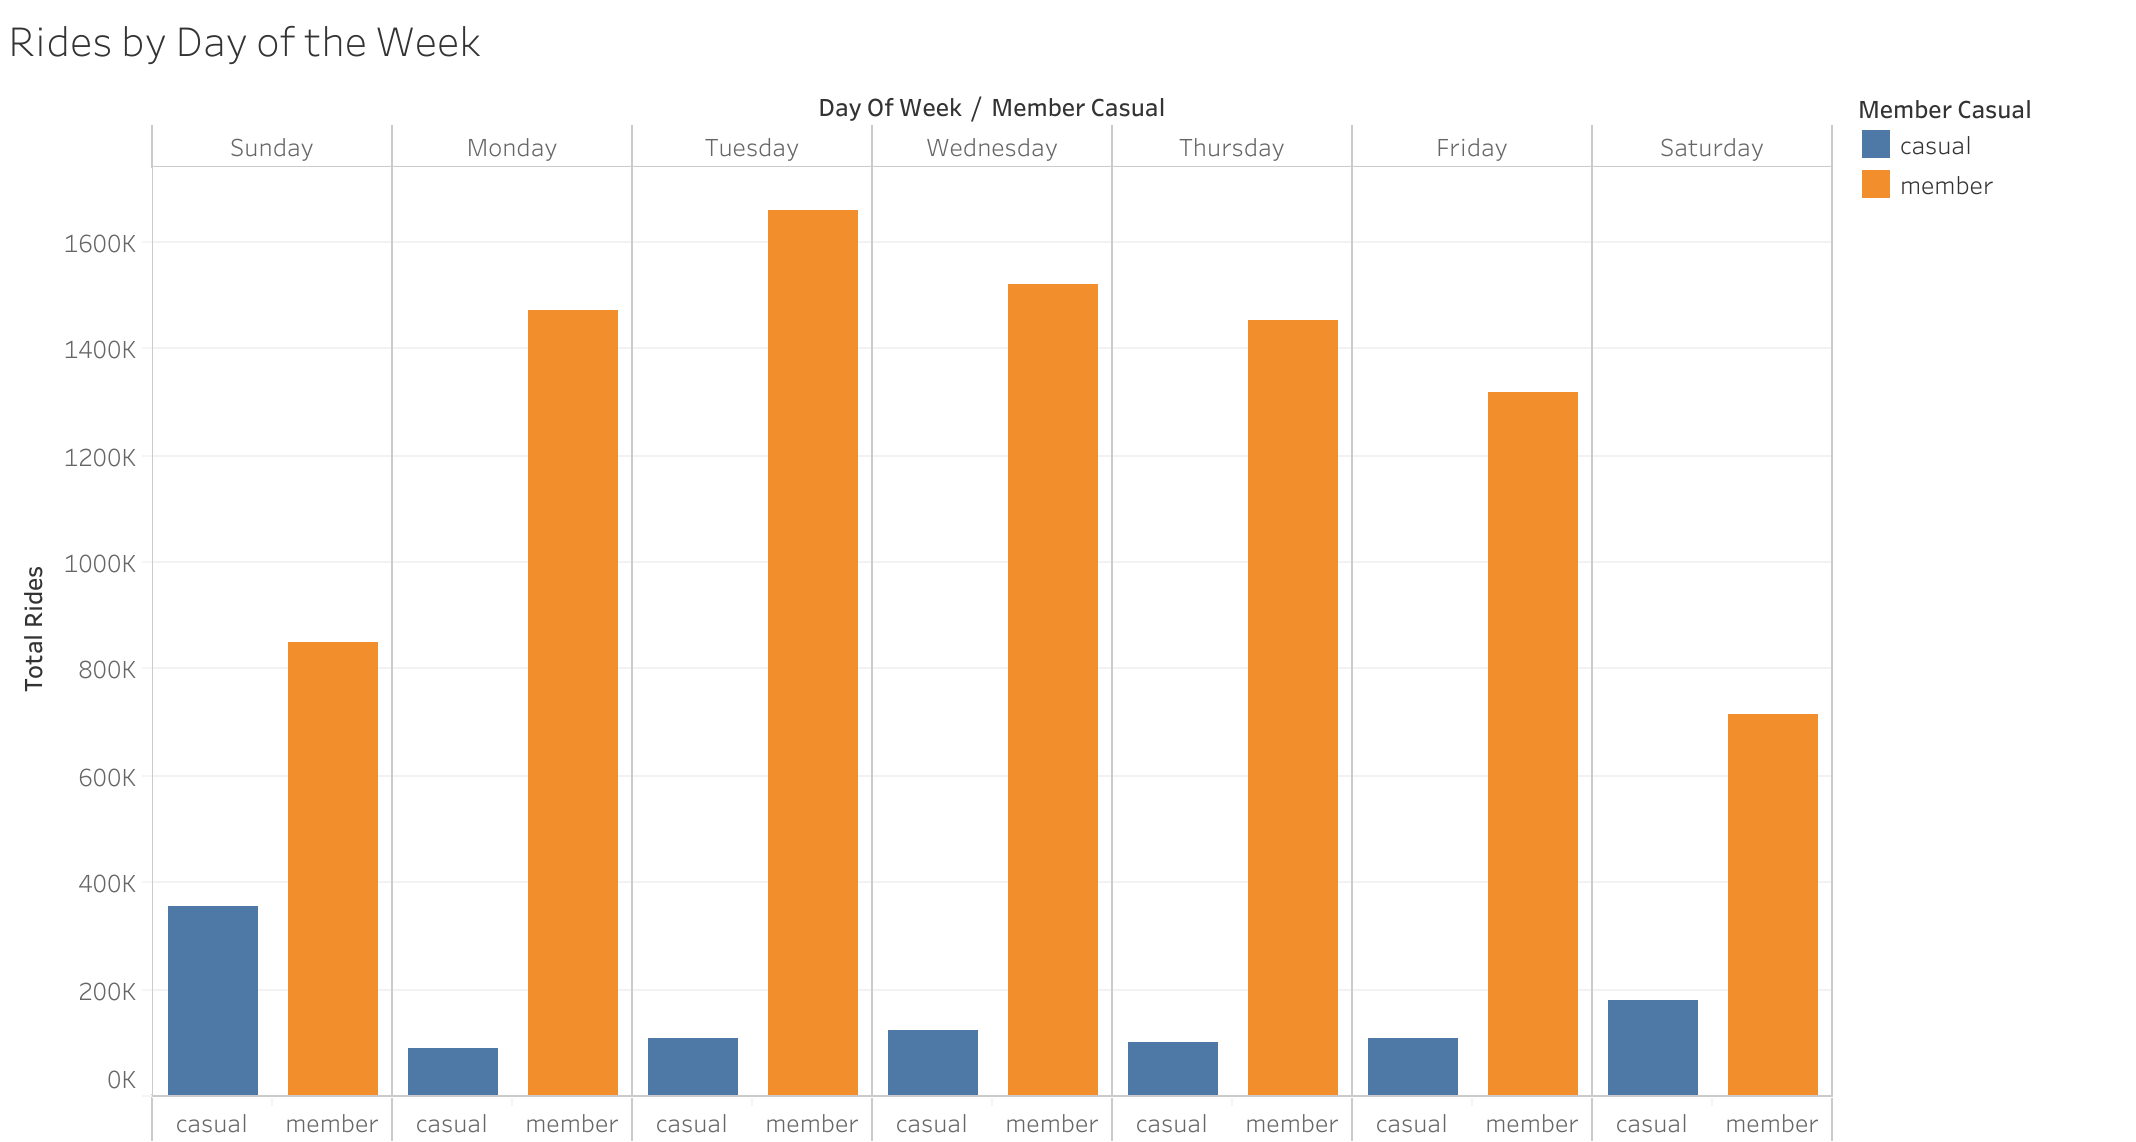 Rides by Day of the Week
Day Of Week / Member Casual
Sunday Monday Tuesday Wednesday Thursday Friday Saturday
Member Casual
casual
member
1600K
1400K
1200K
1000K
800K
600K
400K
200K
0K
Total Rides
casual member casual member casual member casual member casual member casual member casual member